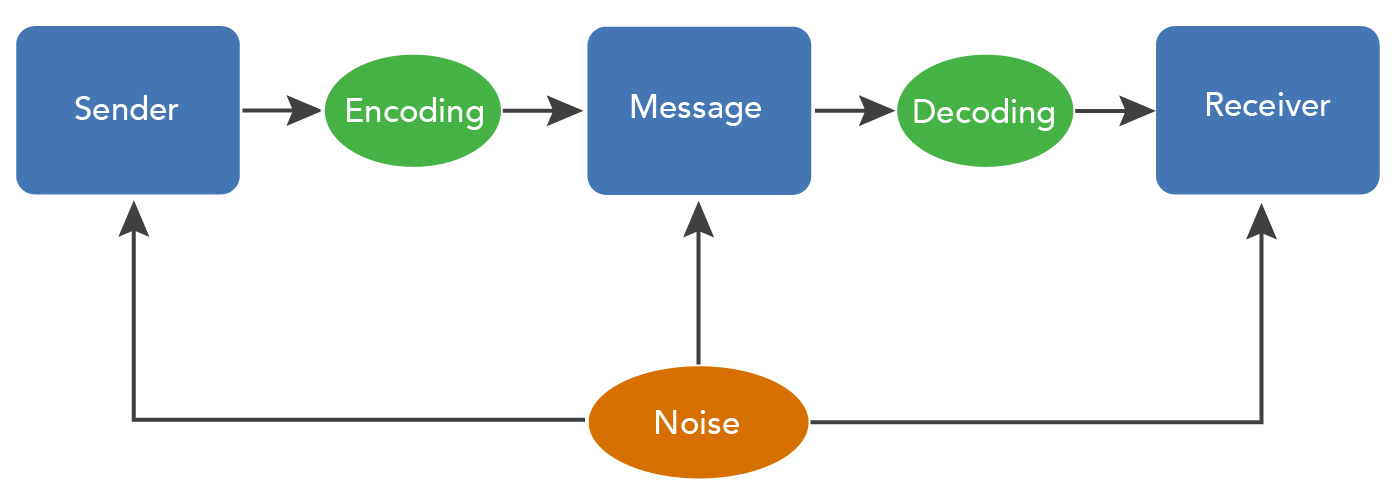 Sender
Encoding
Message
Decoding
Receiver
Noise